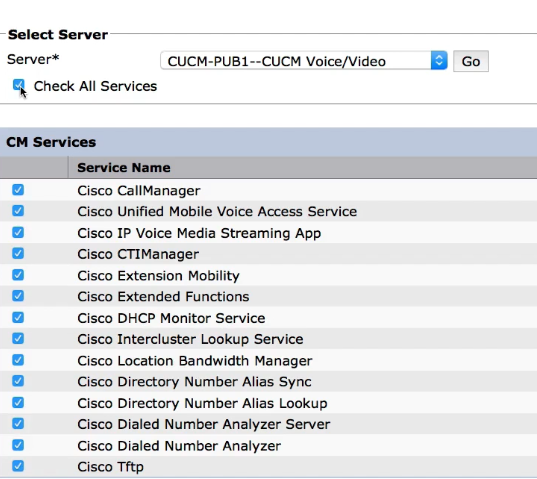 Select Server
Server* CUCM-PUB1--CUCM Voice/Video Go
Check All Services
CM Services
Service Name
Cisco CallManager
Cisco Unified Mobile Voice Access Service
Cisco IP Voice Media Streaming App
Cisco CTIManager
Cisco Extension Mobility
Cisco Extended Functions
Cisco DHCP Monitor Service
Cisco Intercluster Lookup Service
Cisco Location Bandwidth Manager
Cisco Directory Number Alias Sync
Cisco Directory Number Alias Lookup
Cisco Dialed Number Analyzer Server
Cisco Dialed Number Analyzer
Cisco Tftp